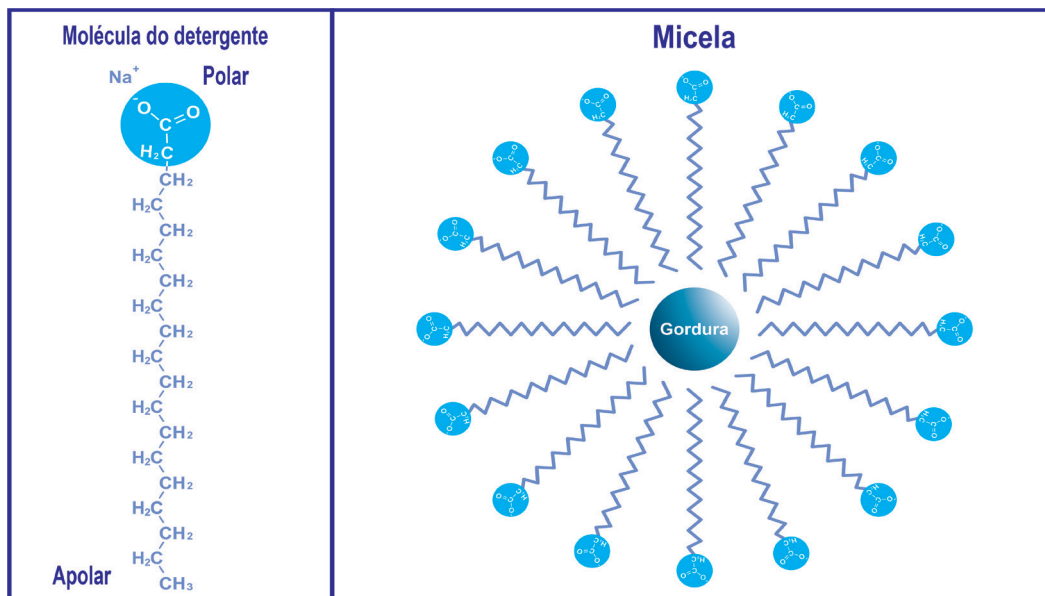 Molécula do detergente
Na⁺
Polar
⁻O C O
H₂C
CH₂
H₂C
CH₂
H₂C
CH₂
H₂C
CH₂
H₂C
CH₂
H₂C
CH₂
H₂C
CH₂
H₂C
CH₂
H₂C
CH₃
Apolar
Micela
Gordura